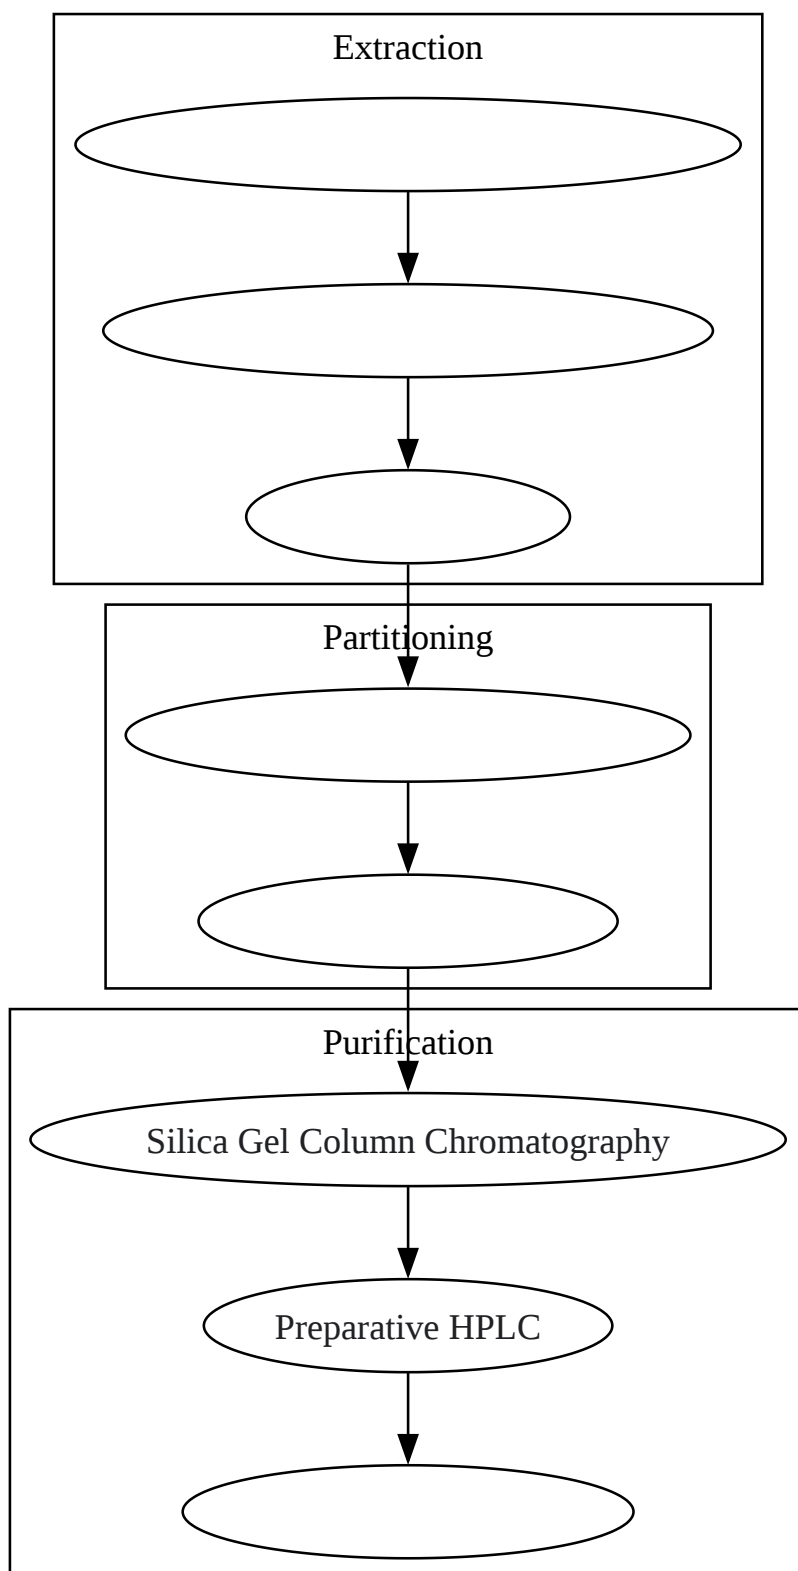 Extraction
Partitioning
Purification
Silica Gel Column Chromatography
Preparative HPLC